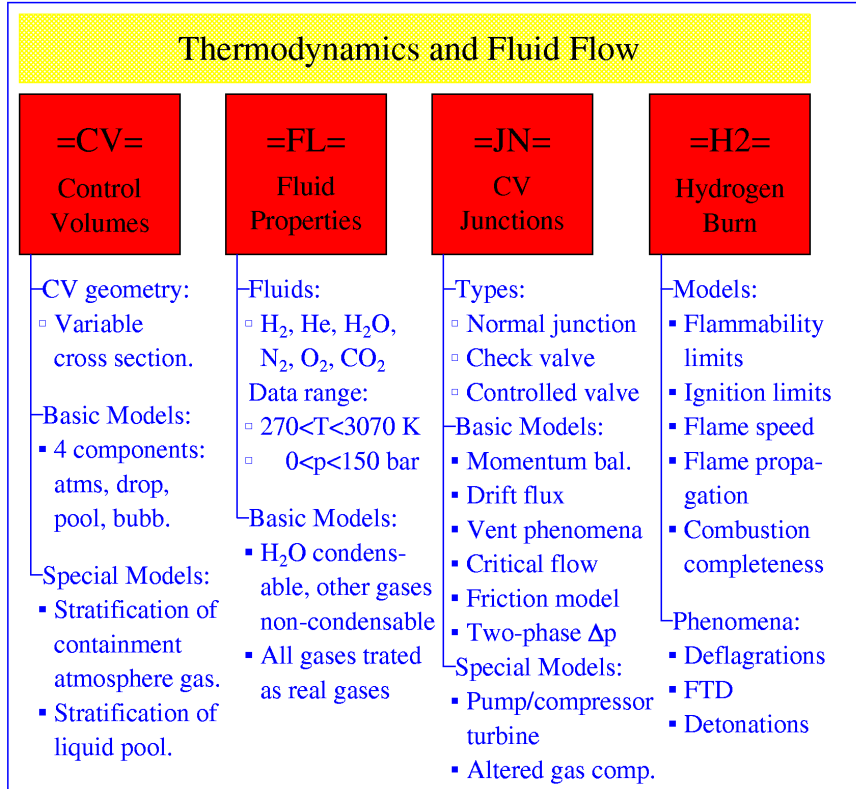 Thermodynamics and Fluid Flow
=CV=
Control
Volumes
CV geometry:
▫ Variable
cross section.
Basic Models:
▪ 4 components:
atms, drop,
pool, bubb.
Special Models:
▪ Stratification of
containment
atmosphere gas.
▪ Stratification of
liquid pool.
=FL=
Fluid
Properties
Fluids:
▫ H₂, He, H₂O,
N₂, O₂, CO₂
Data range:
▫ 270<T<3070 K
▫ 0<p<150 bar
Basic Models:
▪ H₂O condens-
able, other gases
non-condensable
▪ All gases trated
as real gases
=JN=
CV
Junctions
Types:
▫ Normal junction
▫ Check valve
▫ Controlled valve
Basic Models:
▪ Momentum bal.
▪ Drift flux
▪ Vent phenomena
▪ Critical flow
▪ Friction model
▪ Two-phase Δp
Special Models:
▪ Pump/compressor
turbine
▪ Altered gas comp.
=H2=
Hydrogen
Burn
Models:
▪ Flammability
limits
▪ Ignition limits
▪ Flame speed
▪ Flame propa-
gation
▪ Combustion
completeness
Phenomena:
▪ Deflagrations
▪ FTD
▪ Detonations